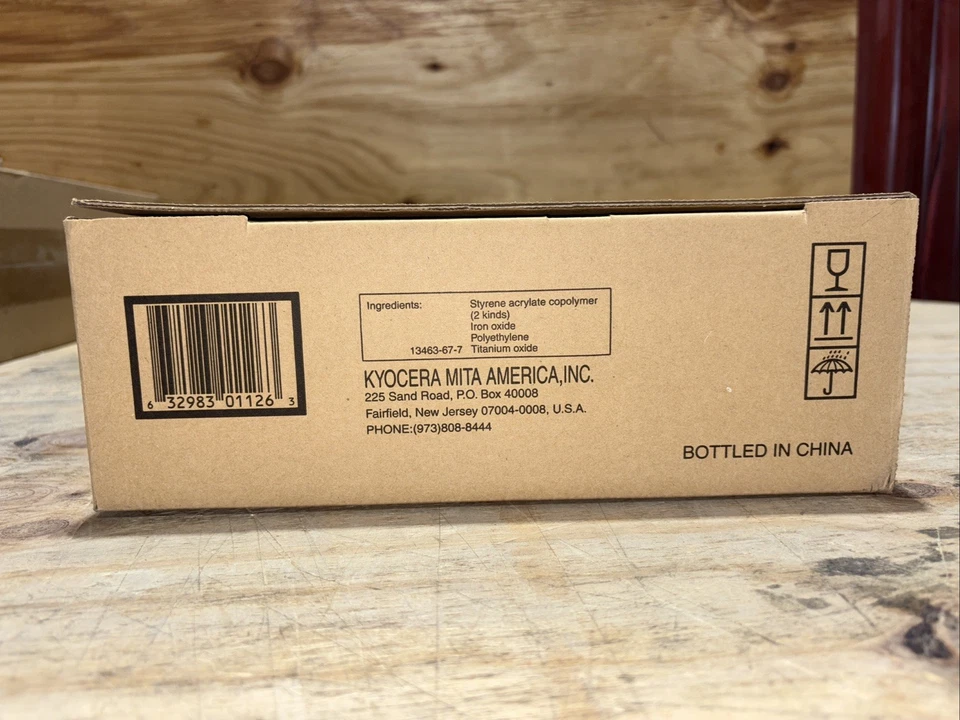 6 32983 01126 3
Ingredients: Styrene acrylate copolymer
(2 kinds)
Iron oxide
Polyethylene
13463-67-7 Titanium oxide
KYOCERA MITA AMERICA,INC.
225 Sand Road, P.O. Box 40008
Fairfield, New Jersey 07004-0008, U.S.A.
PHONE:(973)808-8444
BOTTLED IN CHINA